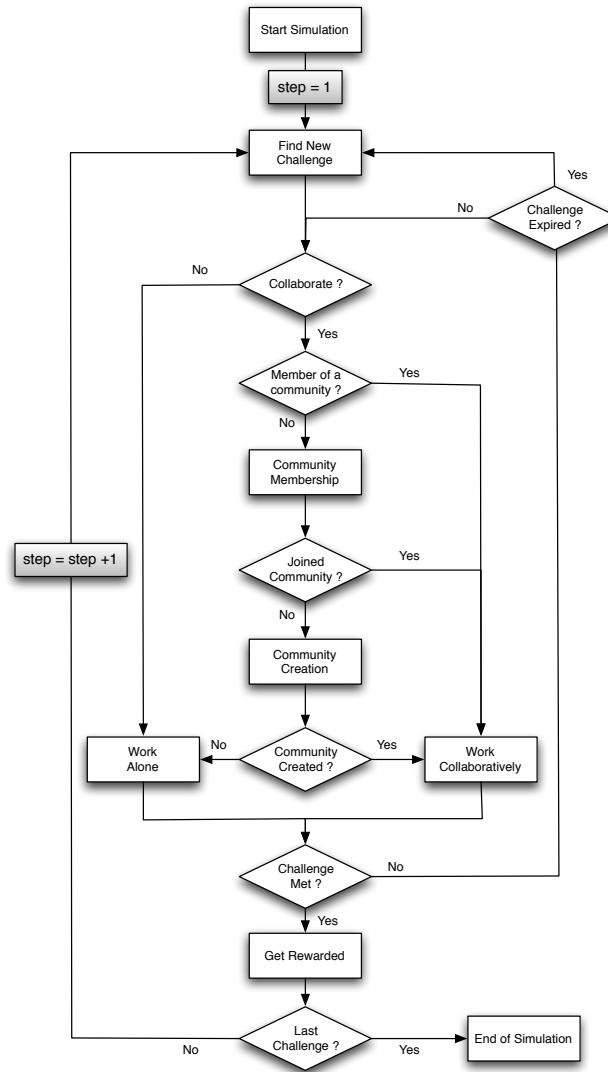 Start Simulation
step = 1
Find New
Challenge
Yes
No
Challenge
Expired ?
No
Collaborate ?
Yes
Member of a
community ?
Yes
No
Community
Membership
step = step +1
Joined
Community ?
Yes
No
Community
Creation
Work
Alone
No
Community
Created ?
Yes
Work
Collaboratively
Challenge
Met ?
No
Yes
Get Rewarded
Last
Challenge ?
No
Yes
End of Simulation